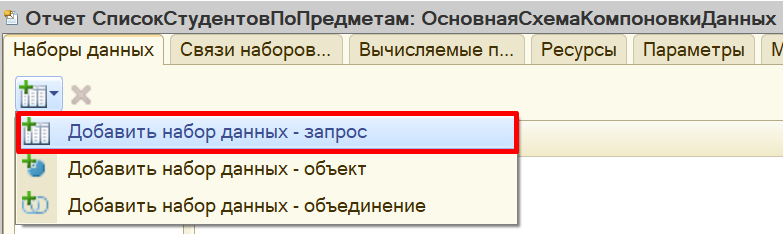 Отчет СписокСтудентовПоПредметам: ОсновнаяСхемаКомпоновкиДанных
Наборы данных Связи наборов... Вычисляемые п... Ресурсы Параметры М
Добавить набор данных - запрос
Добавить набор данных - объект
Добавить набор данных - объединение